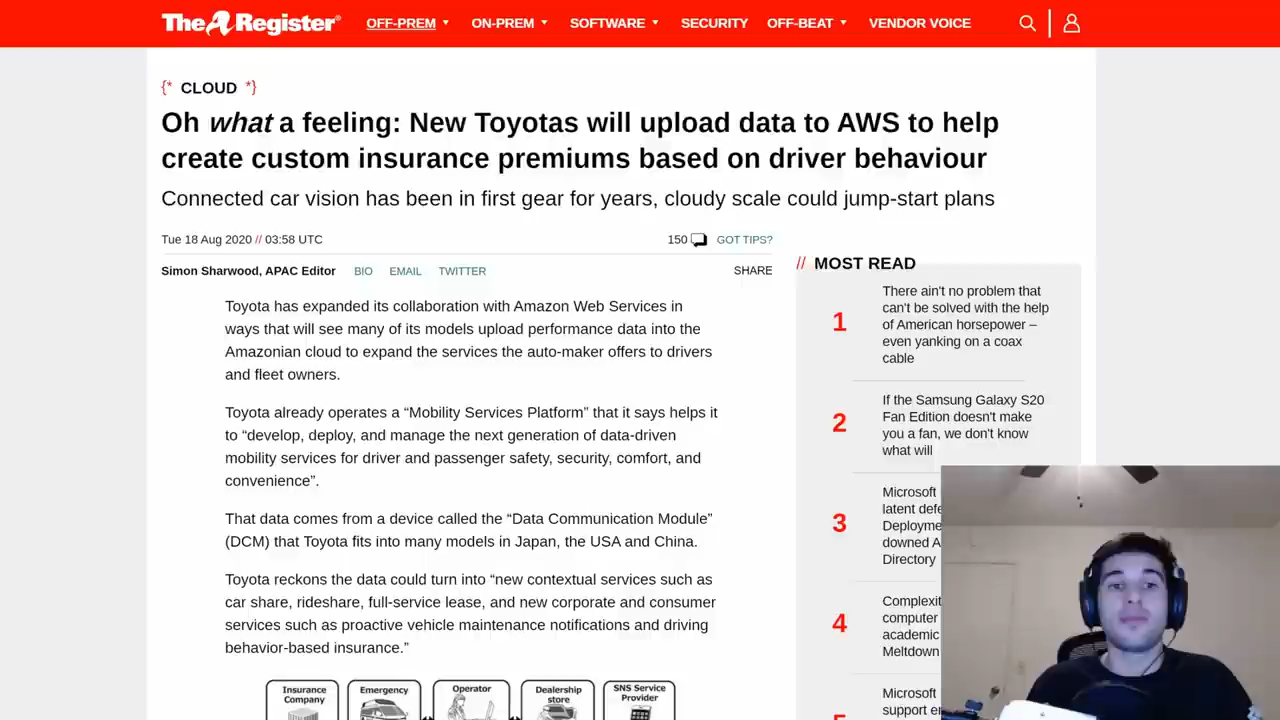 The Register®
OFF-PREM
ON-PREM
SOFTWARE
SECURITY
OFF-BEAT
VENDOR VOICE
{* CLOUD *}
Oh what a feeling: New Toyotas will upload data to AWS to help
create custom insurance premiums based on driver behaviour
Connected car vision has been in first gear for years, cloudy scale could jump-start plans
Tue 18 Aug 2020 // 03:58 UTC
150
GOT TIPS?
Simon Sharwood, APAC Editor
BIO
EMAIL
TWITTER
SHARE
Toyota has expanded its collaboration with Amazon Web Services in
ways that will see many of its models upload performance data into the
Amazonian cloud to expand the services the auto-maker offers to drivers
and fleet owners.
Toyota already operates a “Mobility Services Platform” that it says helps it
to “develop, deploy, and manage the next generation of data-driven
mobility services for driver and passenger safety, security, comfort, and
convenience”.
That data comes from a device called the “Data Communication Module”
(DCM) that Toyota fits into many models in Japan, the USA and China.
Toyota reckons the data could turn into “new contextual services such as
car share, rideshare, full-service lease, and new corporate and consumer
services such as proactive vehicle maintenance notifications and driving
behavior-based insurance.”
Insurance
Company
Emergency
Operator
Dealership
store
SNS Service
Provider
// MOST READ
1
There ain't no problem that
can't be solved with the help
of American horsepower –
even yanking on a coax
cable
2
If the Samsung Galaxy S20
Fan Edition doesn't make
you a fan, we don't know
what will
3
Microsoft
latent defe
Deployme
downed A
Directory
4
Complexit
computer
academic
Meltdown
5
Microsoft
support e